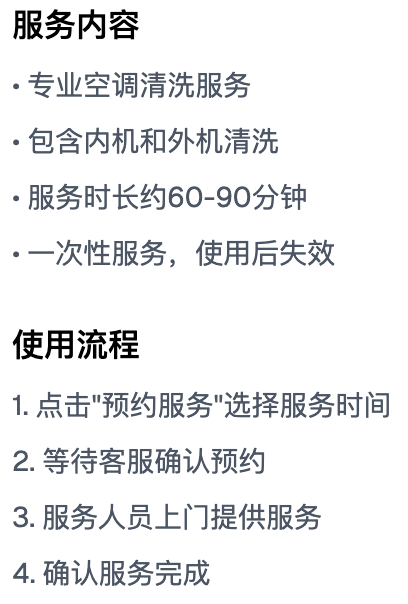 服务内容
• 专业空调清洗服务
• 包含内机和外机清洗
• 服务时长约60-90分钟
• 一次性服务，使用后失效
使用流程
1. 点击"预约服务"选择服务时间
2. 等待客服确认预约
3. 服务人员上门提供服务
4. 确认服务完成